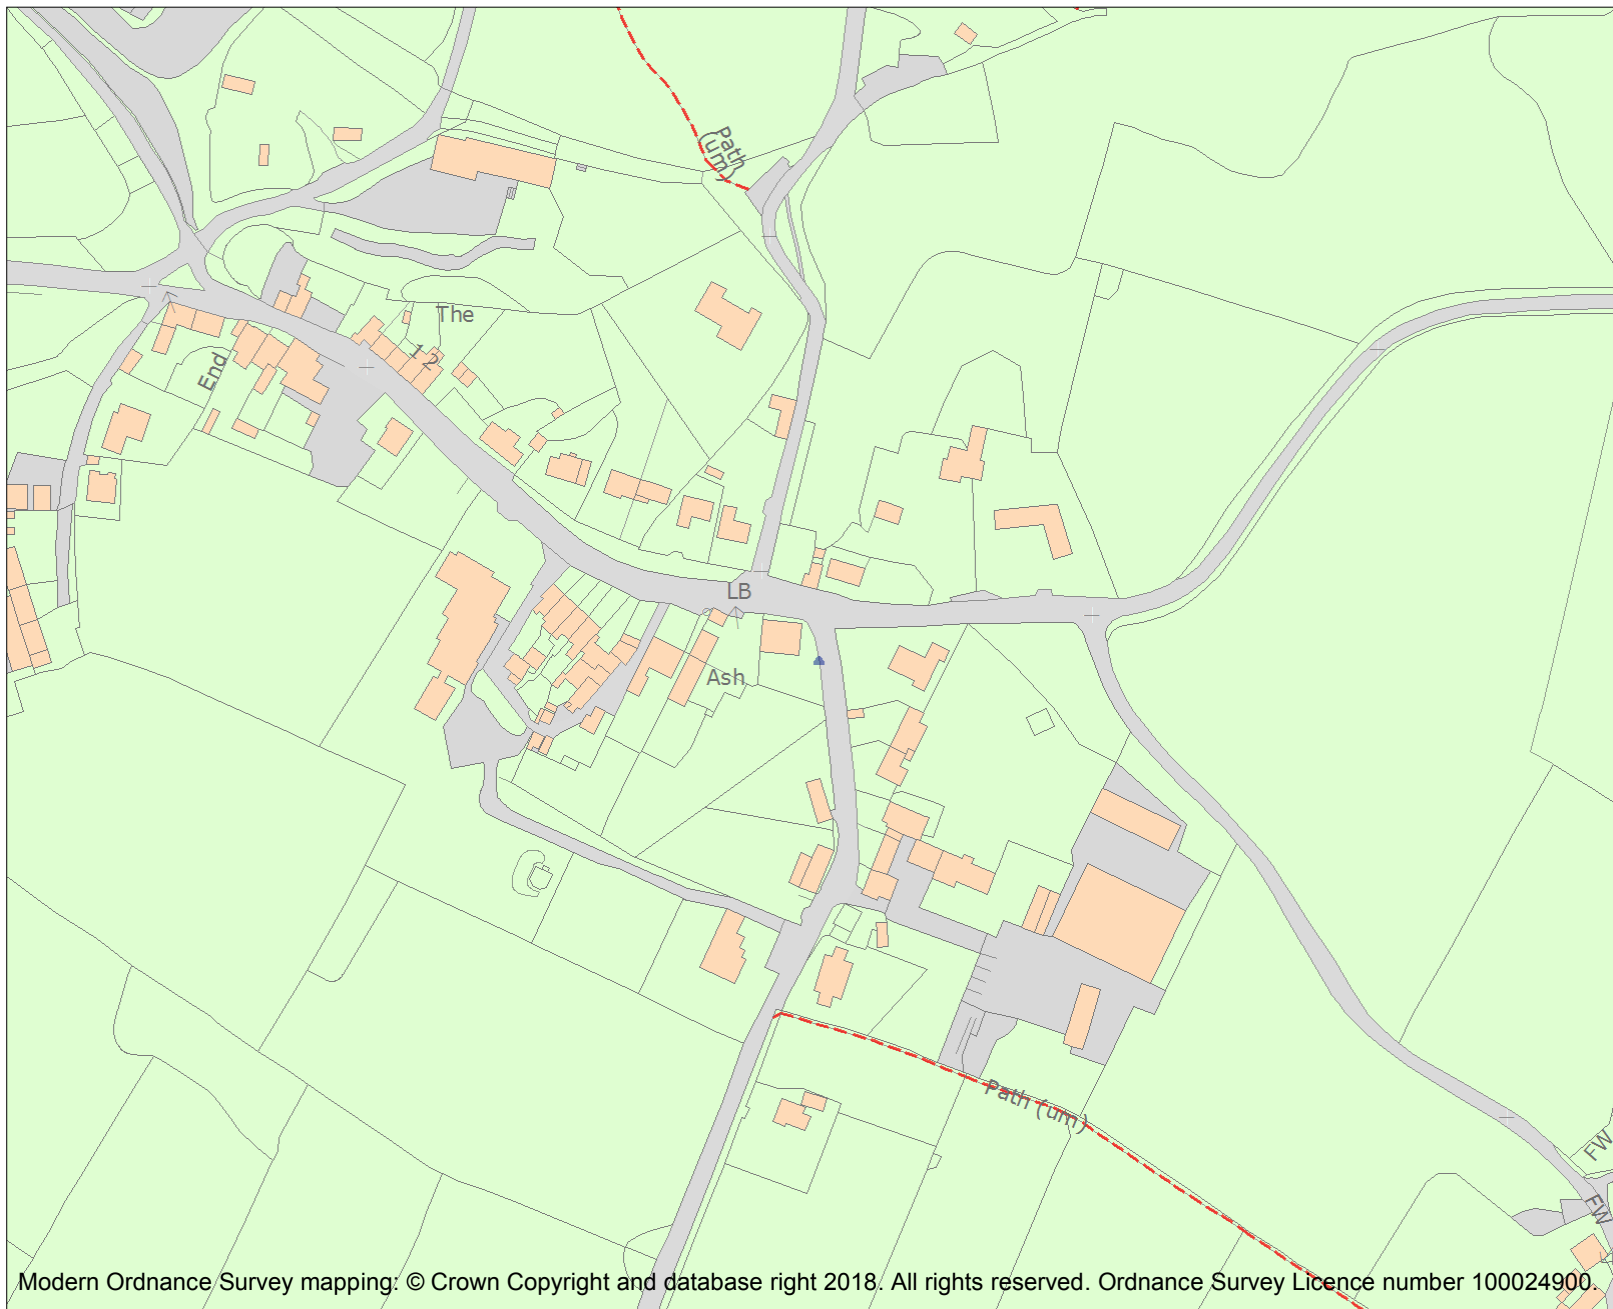 Path
(um)
The
1 2
End
LB
Ash
Path (um)
FW
FW
Modern Ordnance Survey mapping: © Crown Copyright and database right 2018. All rights reserved. Ordnance Survey Licence number 100024900.